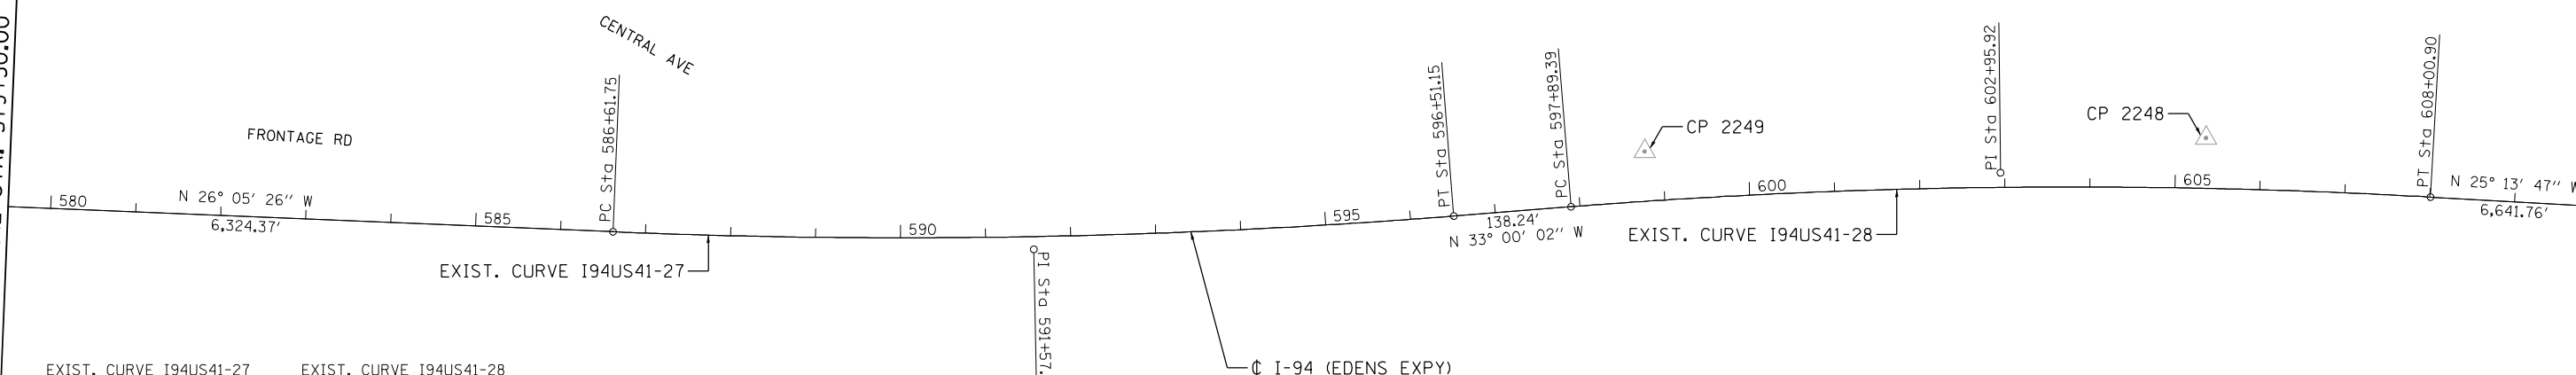 CENTRAL AVE
FRONTAGE RD
N 26° 05' 26" W
6,324.37'
580
585
590
595
600
605
PC Sta 586+61.75
PI Sta 591+57.
PT Sta 596+51.15
PC Sta 597+89.39
138.24'
N 33° 00' 02" W
CP 2249
PI Sta 602+95.92
CP 2248
PT Sta 608+00.90
N 25° 13' 47" W
6,641.76'
EXIST. CURVE I94US41-27
EXIST. CURVE I94US41-28
℄ I-94 (EDENS EXPY)
EXIST. CURVE I94US41-27 EXIST. CURVE I94US41-28